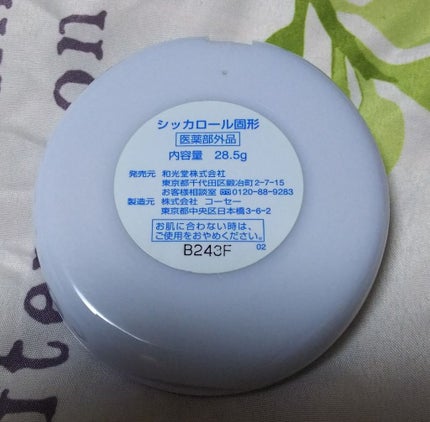 シッカロール固形
医薬部外品
内容量 28.5g
発売元 和光堂株式会社
東京都千代田区鍛冶町2-7-15
お客様相談室 0120-88-9283
製造元 株式会社 コーセー
東京都中央区日本橋3-6-2
お肌に合わない時は、
ご使用をおやめください。
02
B243F